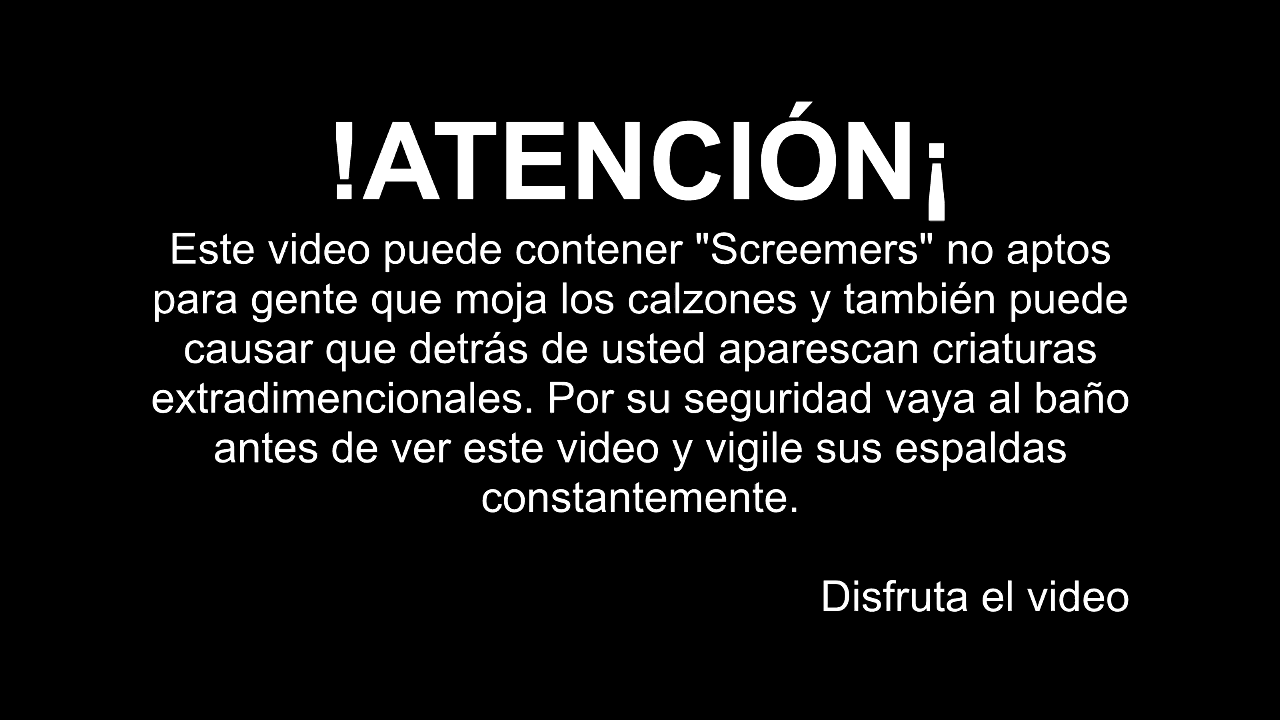 !ATENCIÓN¡
Este video puede contener "Screemers" no aptos
para gente que moja los calzones y también puede
causar que detrás de usted aparescan criaturas
extradimencionales. Por su seguridad vaya al baño
antes de ver este video y vigile sus espaldas
constantemente.
Disfruta el video